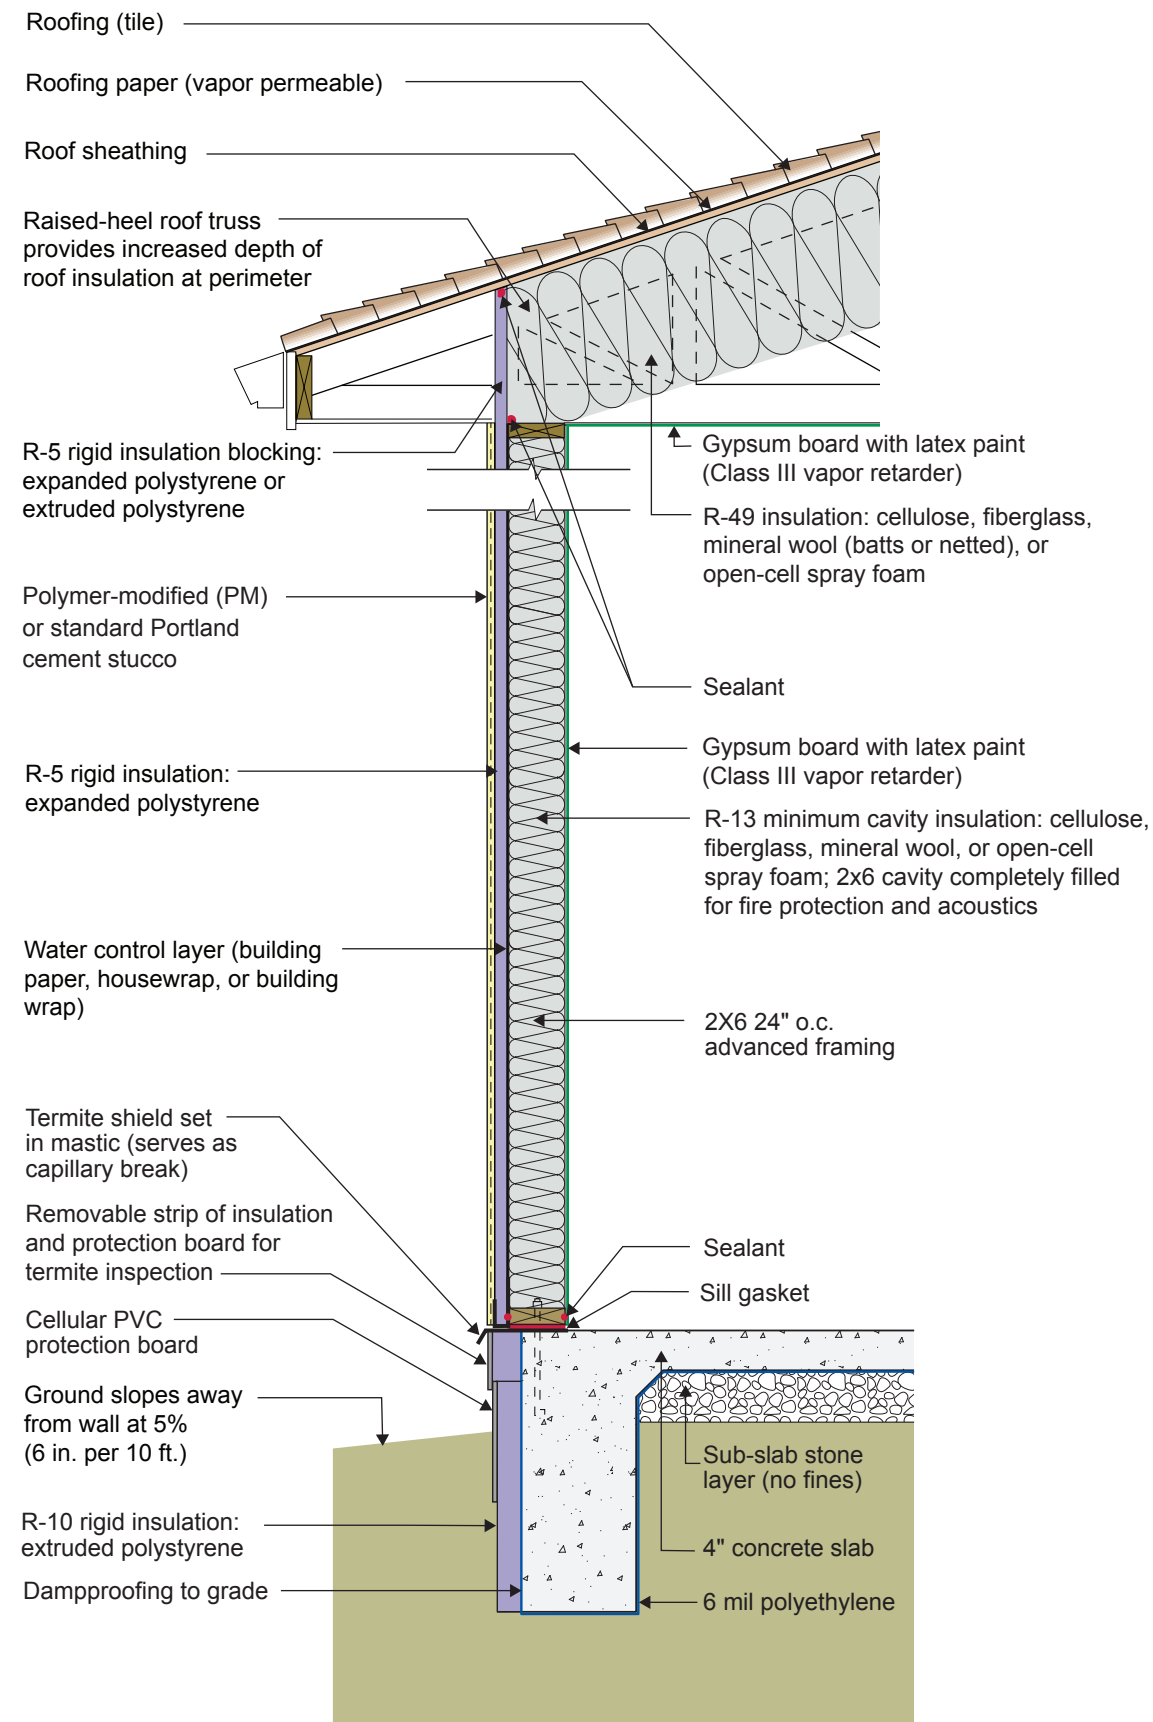 Roofing (tile)
Roofing paper (vapor permeable)
Roof sheathing
Raised-heel roof truss
provides increased depth of
roof insulation at perimeter
R-5 rigid insulation blocking:
expanded polystyrene or
extruded polystyrene
Gypsum board with latex paint
(Class III vapor retarder)
R-49 insulation: cellulose, fiberglass,
mineral wool (batts or netted), or
open-cell spray foam
Polymer-modified (PM)
or standard Portland
cement stucco
Sealant
Gypsum board with latex paint
(Class III vapor retarder)
R-5 rigid insulation:
expanded polystyrene
R-13 minimum cavity insulation: cellulose,
fiberglass, mineral wool, or open-cell
spray foam; 2x6 cavity completely filled
for fire protection and acoustics
Water control layer (building
paper, housewrap, or building
wrap)
2X6 24" o.c.
advanced framing
Termite shield set
in mastic (serves as
capillary break)
Removable strip of insulation
and protection board for
termite inspection
Sealant
Sill gasket
Cellular PVC
protection board
Ground slopes away
from wall at 5%
(6 in. per 10 ft.)
Sub-slab stone
layer (no fines)
R-10 rigid insulation:
extruded polystyrene
4" concrete slab
Dampproofing to grade
6 mil polyethylene